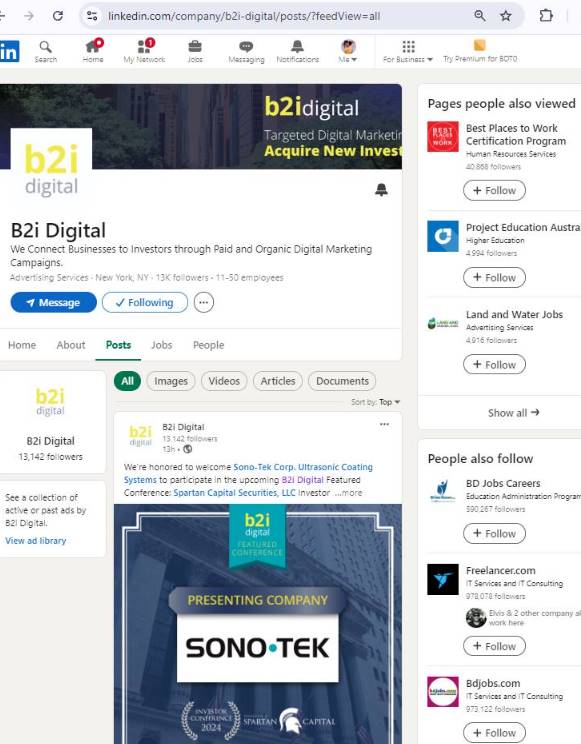 linkedin.com/company/b2i-digital/posts/?feedView=all
in
Search
Home
My Network
1
Jobs
Messaging
Notifications
Me
For Business
Try Premium for BDT0
b2idigital
Targeted Digital Marketin
Acquire New Invest
b2i
digital
B2i Digital
We Connect Businesses to Investors through Paid and Organic Digital Marketing
Campaigns.
Advertising Services · New York, NY · 13K followers · 11-50 employees
Message
Following
Home
About
Posts
Jobs
People
b2i
digital
B2i Digital
13,142 followers
See a collection of
active or past ads by
B2i Digital.
View ad library
All
Images
Videos
Articles
Documents
Sort by: Top
b2i
digital
B2i Digital
13,142 followers
13h •
We're honored to welcome Sono-Tek Corp. Ultrasonic Coating
Systems to participate in the upcoming B2i Digital Featured
Conference: Spartan Capital Securities, LLC Investor ...more
b2i
digital
FEATURED
CONFERENCE
PRESENTING COMPANY
SONO•TEK
INVESTOR
CONFERENCE
2024
SPARTAN CAPITAL
Pages people also viewed
BEST
PLACES TO
WORK
Best Places to Work
Certification Program
Human Resources Services
40,868 followers
+ Follow
Project Education Austra
Higher Education
4,994 followers
+ Follow
LAND AND
Land and Water Jobs
Advertising Services
4,916 followers
+ Follow
Show all →
People also follow
BD Jobs Careers
Education Administration Program
590,267 followers
+ Follow
Freelancer.com
IT Services and IT Consulting
978,078 followers
Elvis & 2 other company al
work here
+ Follow
bdjobs.com
Bdjobs.com
IT Services and IT Consulting
973,122 followers
+ Follow